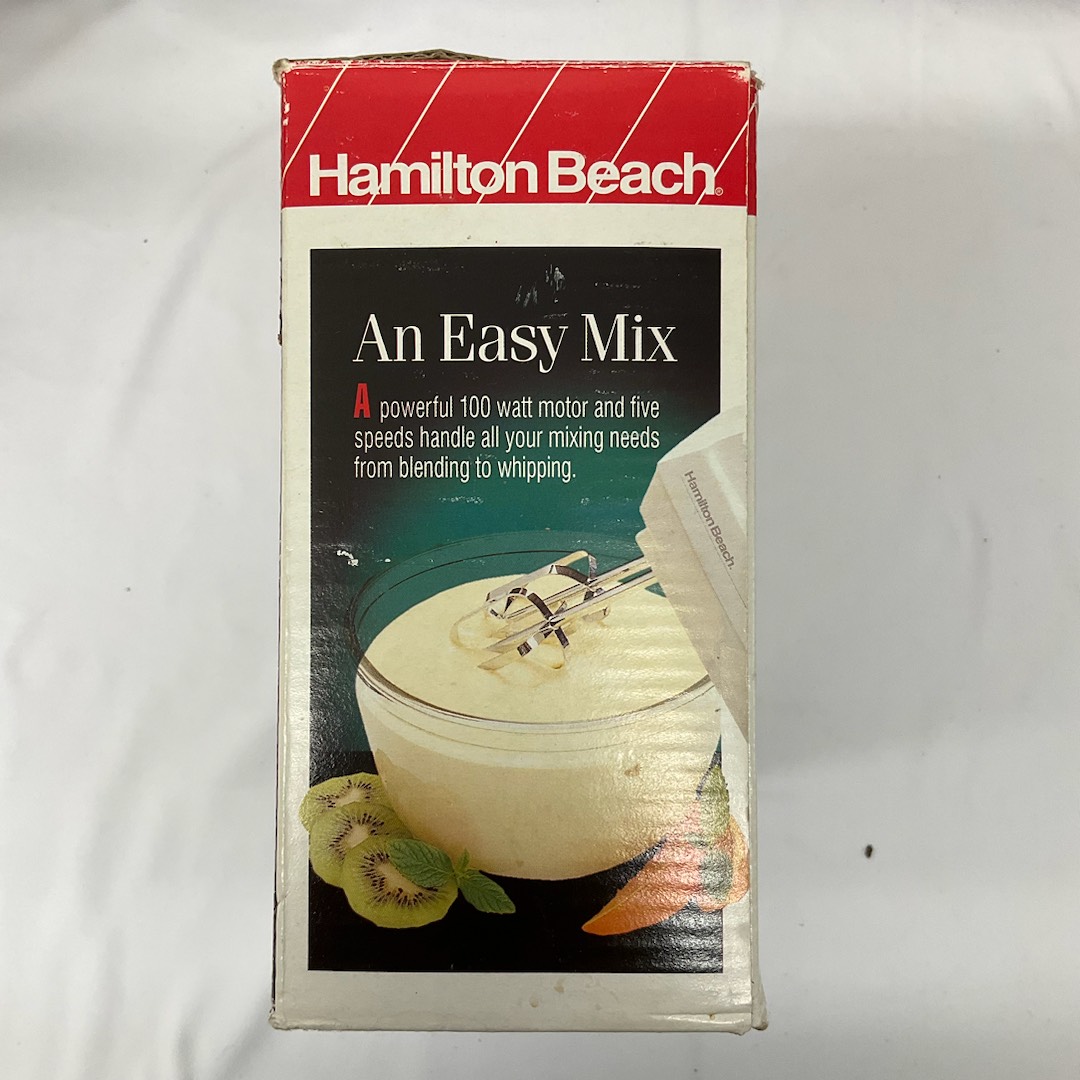 Hamilton Beach®
An Easy Mix
A powerful 100 watt motor and five
speeds handle all your mixing needs
from blending to whipping.
Hamilton Beach.